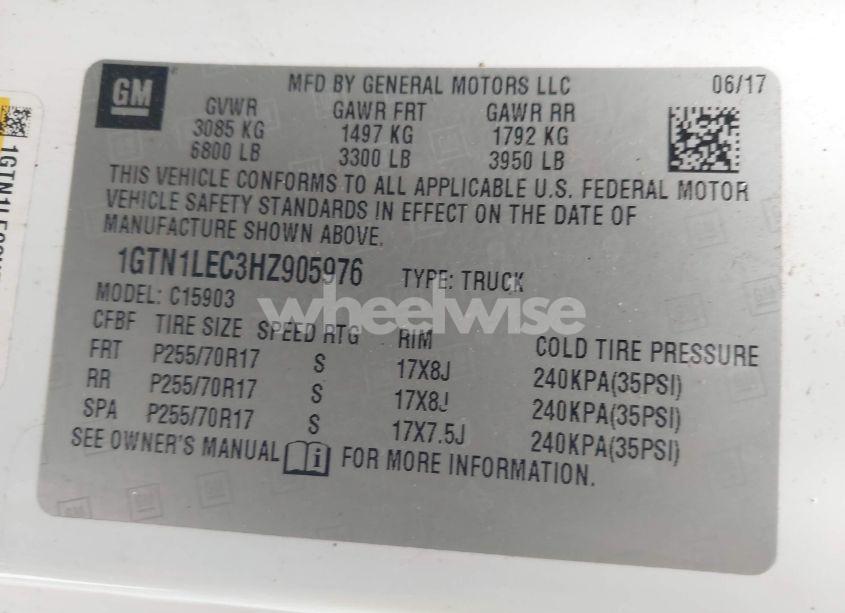 GM
MFD BY GENERAL MOTORS LLC 06/17
GVWR GAWR FRT GAWR RR
3085 KG 1497 KG 1792 KG
6800 LB 3300 LB 3950 LB
THIS VEHICLE CONFORMS TO ALL APPLICABLE U.S. FEDERAL MOTOR
VEHICLE SAFETY STANDARDS IN EFFECT ON THE DATE OF
MANUFACTURE SHOWN ABOVE.
1GTN1LEC3HZ905976 TYPE: TRUCK
MODEL: C15903
wheelwise
CFBF TIRE SIZE SPEED RTG RIM COLD TIRE PRESSURE
FRT P255/70R17 S 17X8J 240KPA(35PSI)
RR P255/70R17 S 17X8J 240KPA(35PSI)
SPA P255/70R17 S 17X7.5J 240KPA(35PSI)
SEE OWNER'S MANUAL i FOR MORE INFORMATION.